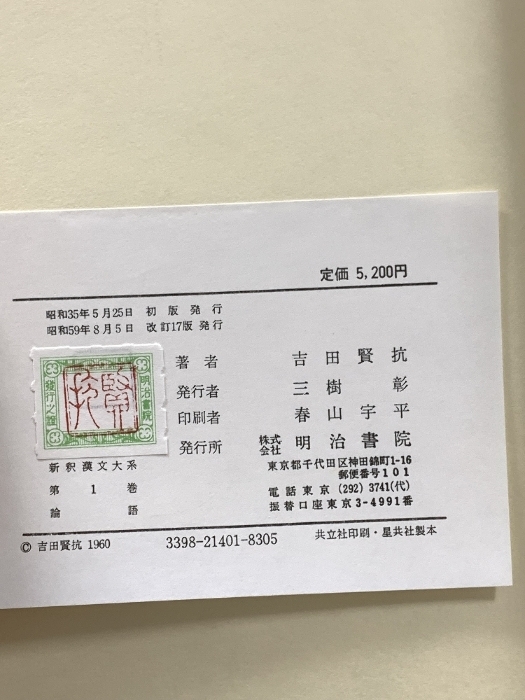 定価 5,200円
昭和35年5月25日 初版発行
昭和59年8月5日 改訂17版発行
著者 吉田賢抗
発行者 三樹彰
印刷者 春山宇平
発行所 株式会社 明治書院
東京都千代田区神田錦町1-16
郵便番号101
電話東京 (292) 3741(代)
振替口座東京3-4991番
明治書院
発行之証
賢抗
新釈漢文大系
第1巻
論語
© 吉田賢抗 1960
3398-21401-8305
共立社印刷・星共社製本